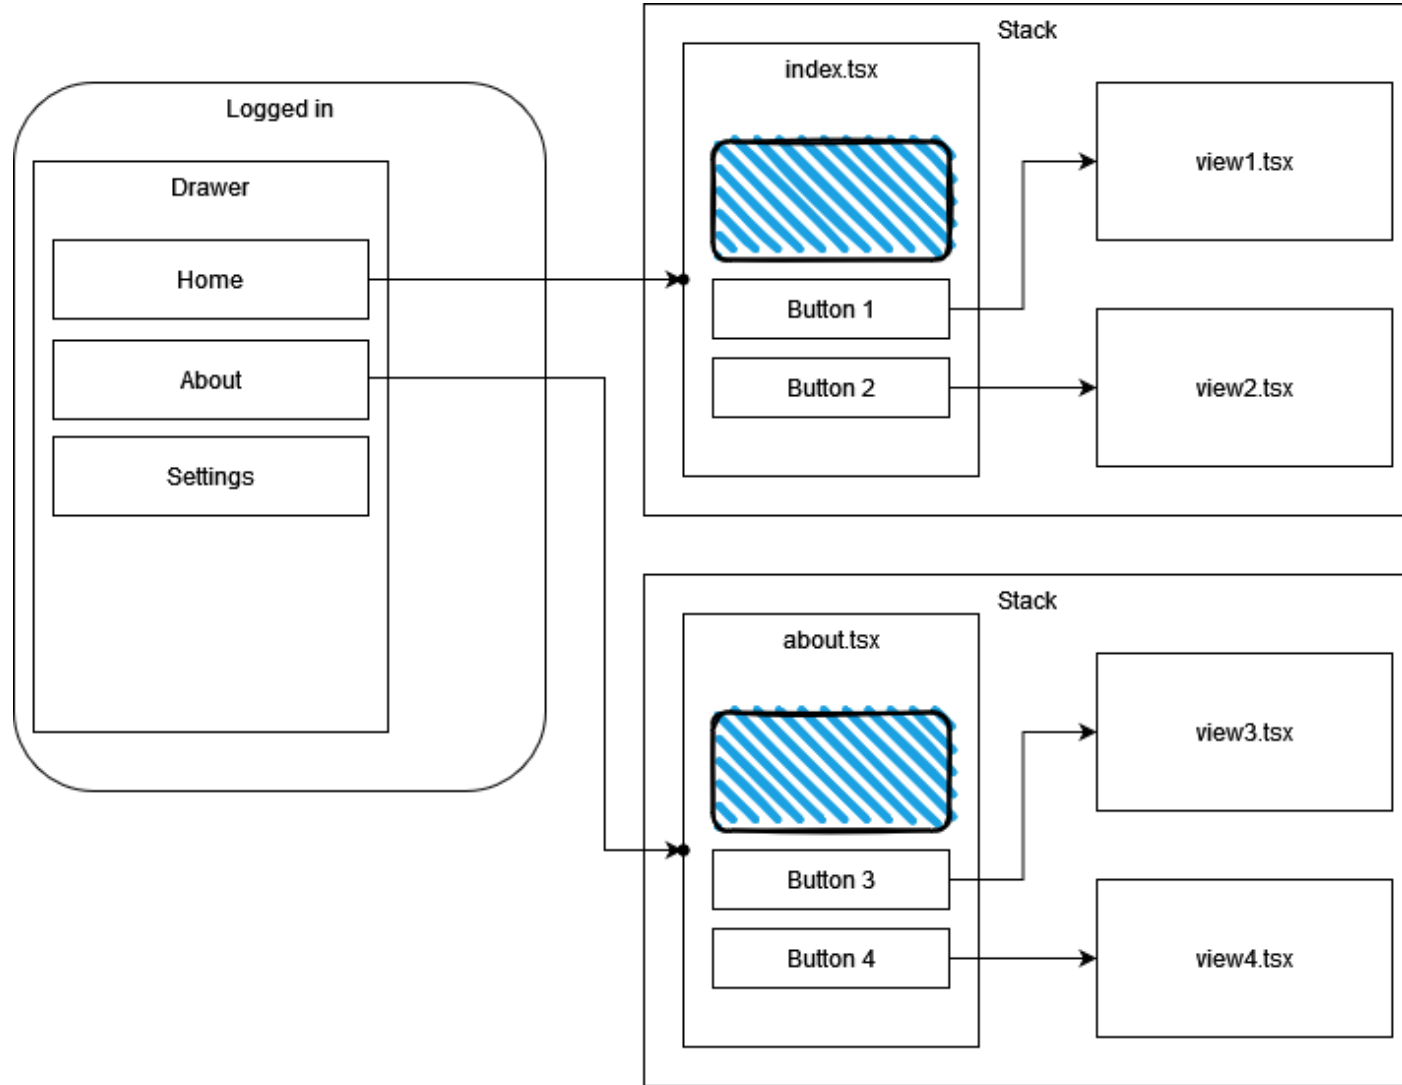 Logged in
Drawer
Home
About
Settings
Stack
index.tsx
Button 1
Button 2
view1.tsx
view2.tsx
Stack
about.tsx
Button 3
Button 4
view3.tsx
view4.tsx